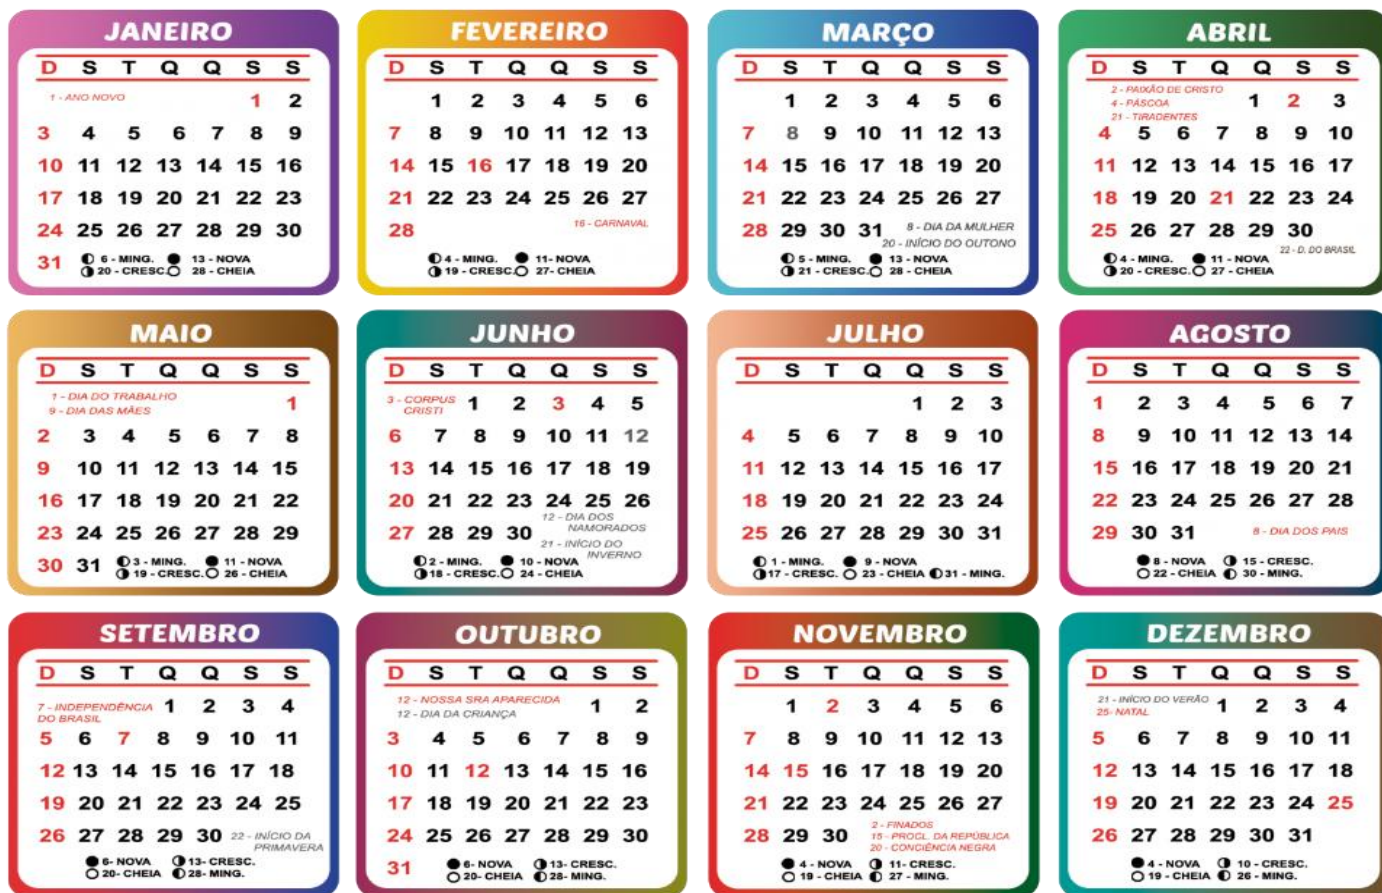 JANEIRO
D S T Q Q S S
1 - ANO NOVO 1 2
3 4 5 6 7 8 9
10 11 12 13 14 15 16
17 18 19 20 21 22 23
24 25 26 27 28 29 30
31 6 - MING. 13 - NOVA
20 - CRESC. 28 - CHEIA
FEVEREIRO
D S T Q Q S S
1 2 3 4 5 6
7 8 9 10 11 12 13
14 15 16 17 18 19 20
21 22 23 24 25 26 27
28 16 - CARNAVAL
4 - MING. 11 - NOVA
19 - CRESC. 27 - CHEIA
MARÇO
D S T Q Q S S
1 2 3 4 5 6
7 8 9 10 11 12 13
14 15 16 17 18 19 20
21 22 23 24 25 26 27
28 29 30 31 8 - DIA DA MULHER
20 - INÍCIO DO OUTONO
5 - MING. 13 - NOVA
21 - CRESC. 28 - CHEIA
ABRIL
D S T Q Q S S
2 - PAIXÃO DE CRISTO
4 - PÁSCOA
21 - TIRADENTES
1 2 3
4 5 6 7 8 9 10
11 12 13 14 15 16 17
18 19 20 21 22 23 24
25 26 27 28 29 30
22 - D. DO BRASIL
4 - MING. 11 - NOVA
20 - CRESC. 27 - CHEIA
MAIO
D S T Q Q S S
1 - DIA DO TRABALHO
9 - DIA DAS MÃES
1
2 3 4 5 6 7 8
9 10 11 12 13 14 15
16 17 18 19 20 21 22
23 24 25 26 27 28 29
30 31 3 - MING. 11 - NOVA
19 - CRESC. 26 - CHEIA
JUNHO
D S T Q Q S S
3 - CORPUS
CRISTI
1 2 3 4 5
6 7 8 9 10 11 12
13 14 15 16 17 18 19
20 21 22 23 24 25 26
27 28 29 30
12 - DIA DOS
NAMORADOS
21 - INÍCIO DO
INVERNO
2 - MING. 10 - NOVA
18 - CRESC. 24 - CHEIA
JULHO
D S T Q Q S S
1 2 3
4 5 6 7 8 9 10
11 12 13 14 15 16 17
18 19 20 21 22 23 24
25 26 27 28 29 30 31
1 - MING. 9 - NOVA
17 - CRESC. 23 - CHEIA 31 - MING.
AGOSTO
D S T Q Q S S
1 2 3 4 5 6 7
8 9 10 11 12 13 14
15 16 17 18 19 20 21
22 23 24 25 26 27 28
29 30 31 8 - DIA DOS PAIS
8 - NOVA 15 - CRESC.
22 - CHEIA 30 - MING.
SETEMBRO
D S T Q Q S S
7 - INDEPENDÊNCIA
DO BRASIL
1 2 3 4
5 6 7 8 9 10 11
12 13 14 15 16 17 18
19 20 21 22 23 24 25
26 27 28 29 30
22 - INÍCIO DA
PRIMAVERA
6- NOVA 13- CRESC.
20- CHEIA 28- MING.
OUTUBRO
D S T Q Q S S
12 - NOSSA SRA APARECIDA
12 - DIA DA CRIANÇA
1 2
3 4 5 6 7 8 9
10 11 12 13 14 15 16
17 18 19 20 21 22 23
24 25 26 27 28 29 30
31 6- NOVA 13- CRESC.
20- CHEIA 28- MING.
NOVEMBRO
D S T Q Q S S
1 2 3 4 5 6
7 8 9 10 11 12 13
14 15 16 17 18 19 20
21 22 23 24 25 26 27
28 29 30
2 - FINADOS
15 - PROCL. DA REPÚBLICA
20 - CONCIÊNCIA NEGRA
4 - NOVA 11- CRESC.
19 - CHEIA 27 - MING.
DEZEMBRO
D S T Q Q S S
21 - INÍCIO DO VERÃO
25- NATAL
1 2 3 4
5 6 7 8 9 10 11
12 13 14 15 16 17 18
19 20 21 22 23 24 25
26 27 28 29 30 31
4 - NOVA 10 - CRESC.
19 - CHEIA 26 - MING.